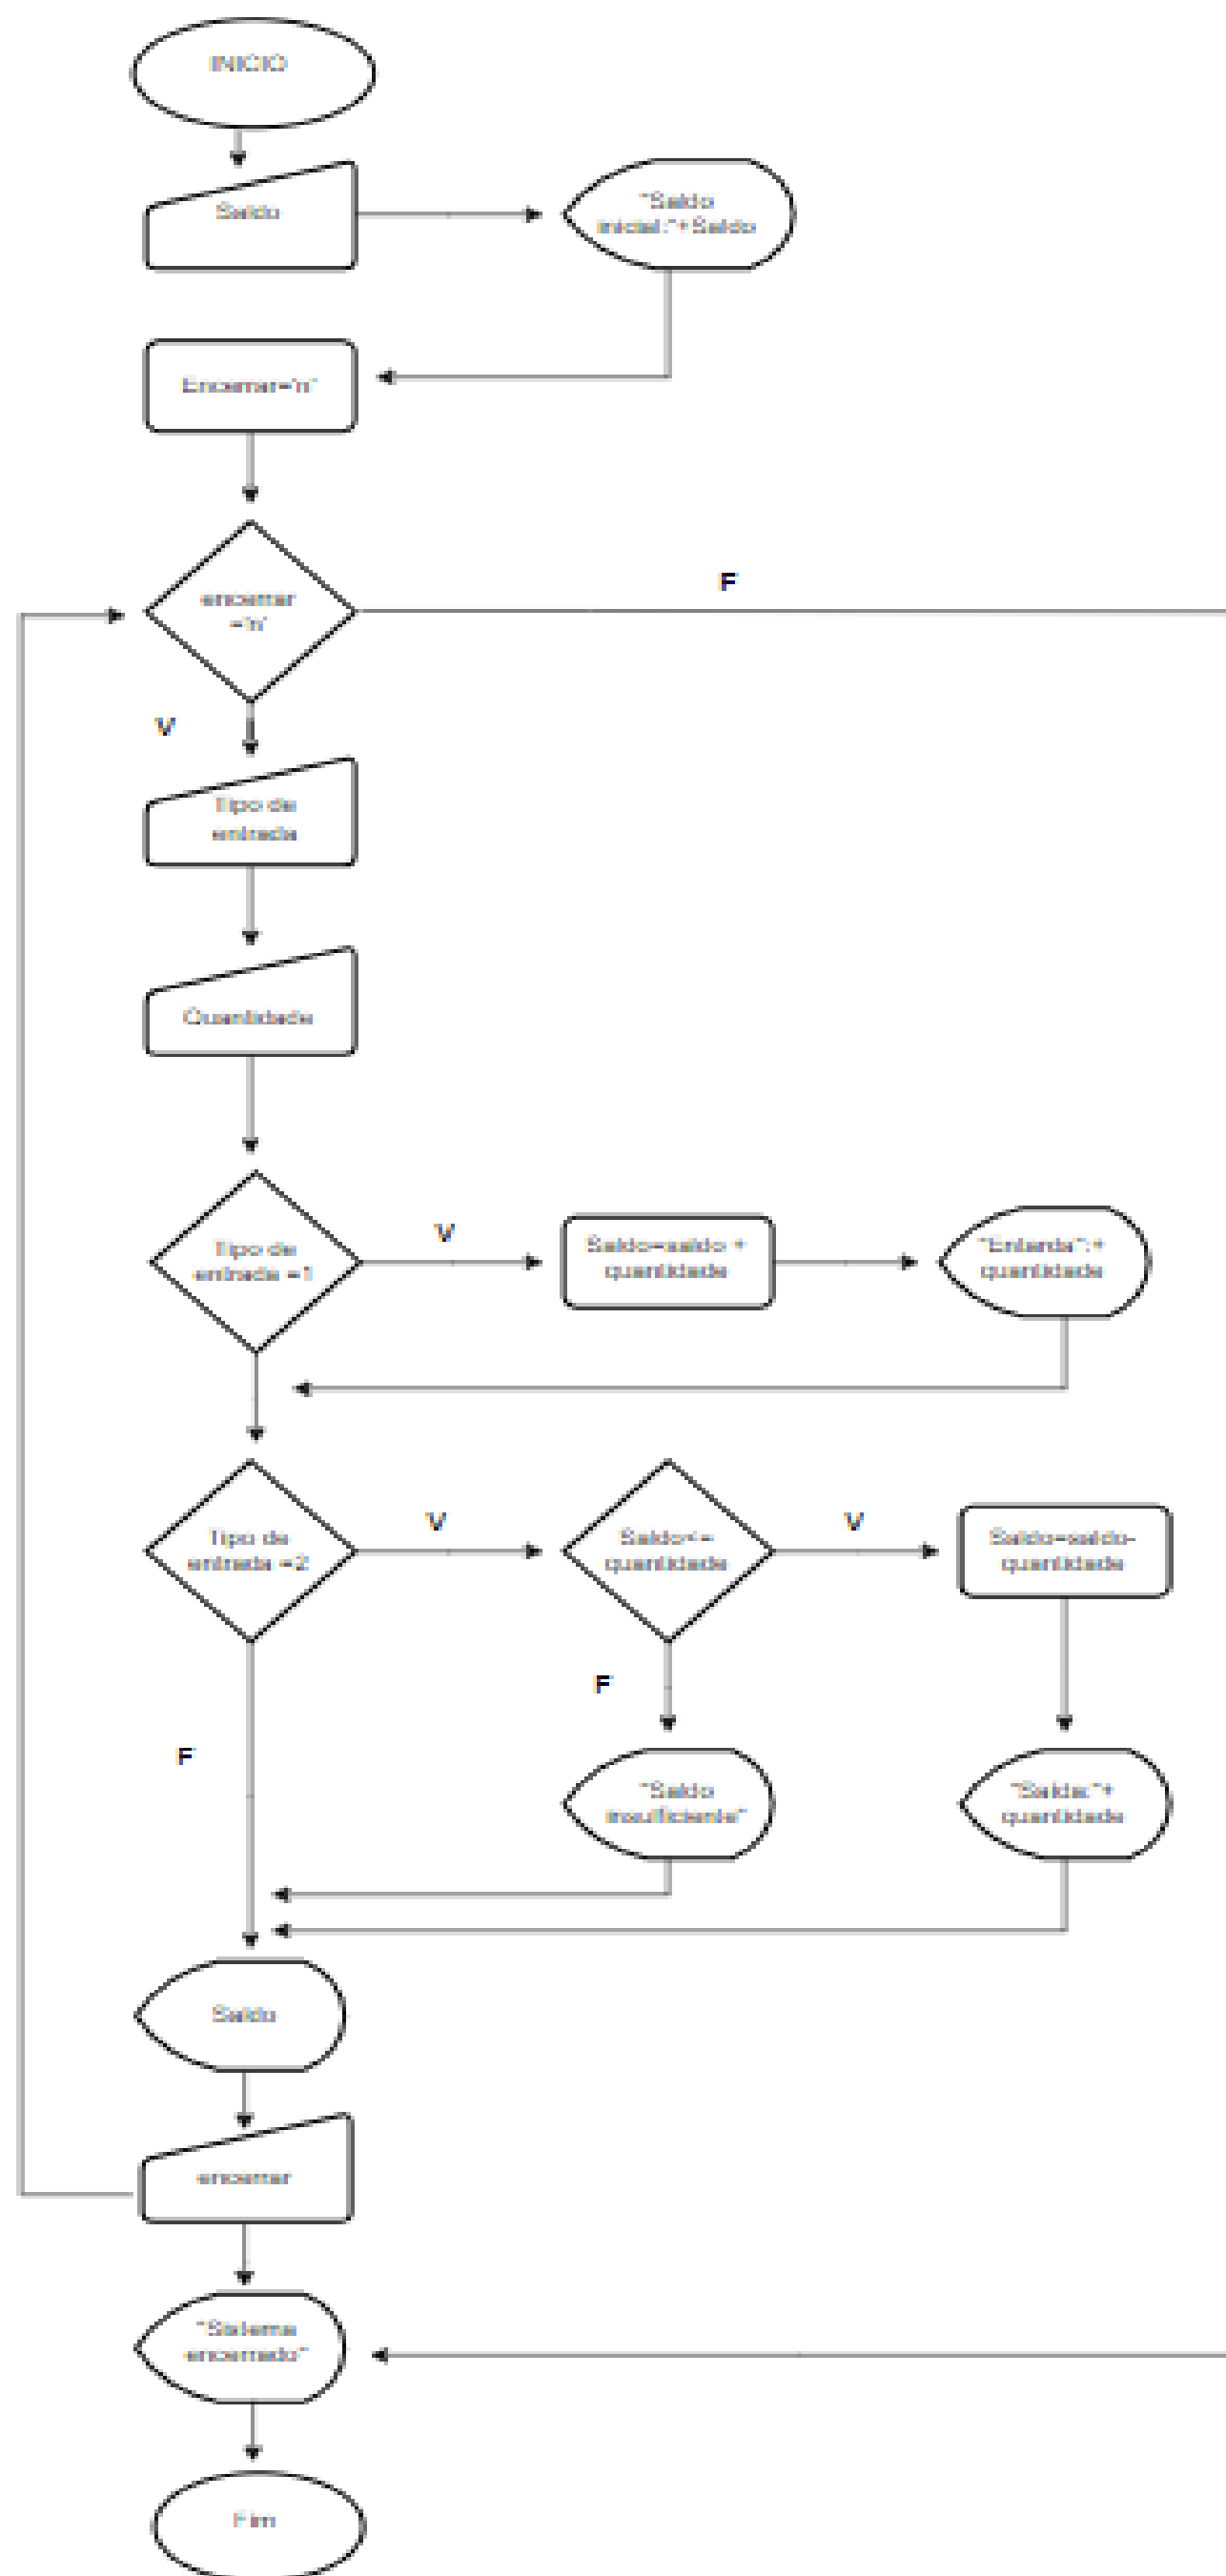 INICIO
Saldo
"Saldo
inicial:"+Saldo
Encerrar='n'
encerrar
='n'
F
V
Tipo de
entrada
Quantidade
Tipo de
entrada =1
V
Saldo=saldo +
quantidade
"Entarda":+
quantidade
Tipo de
entrada =2
V
Saldo<=
quantidade
V
Saldo=saldo-
quantidade
F
F
"Saldo
insuficiente"
"Saída:"+
quantidade
Saldo
encerrar
"Sistema
encerrado"
Fim